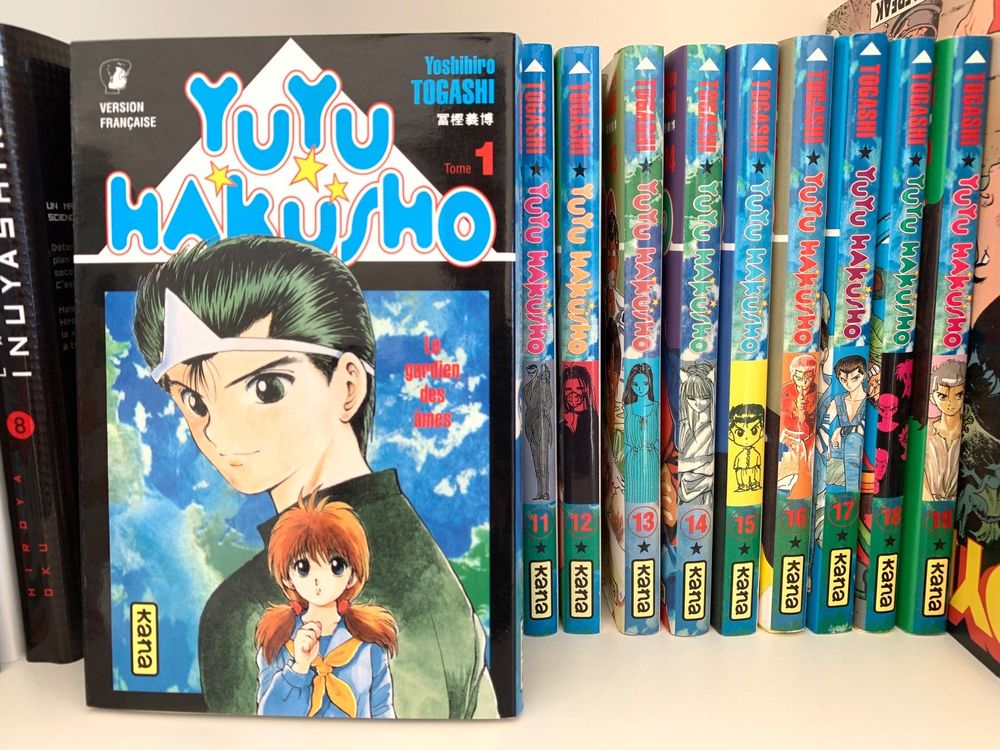 VERSION
FRANÇAISE
Yoshihiro
TOGASHI
冨樫義博
YUYU
HAKUSHO
Tome 1
Le
gardien
des
âmes
KANA
INUYASHIKI
8
HIROYA OKU
TOGASHI ★ YUYU HAKUSHO 11 ★ KANA
TOGASHI ★ YUYU HAKUSHO 12 ★ KANA
TOGASHI ★ YUYU HAKUSHO 13 ★ KANA
TOGASHI ★ YUYU HAKUSHO 14 ★ KANA
TOGASHI ★ YUYU HAKUSHO 15 ★ KANA
TOGASHI ★ YUYU HAKUSHO 16 ★ KANA
TOGASHI ★ YUYU HAKUSHO 17 ★ KANA
TOGASHI ★ YUYU HAKUSHO 18 ★ KANA
TOGASHI ★ YUYU HAKUSHO 19 ★ KANA
FREAK